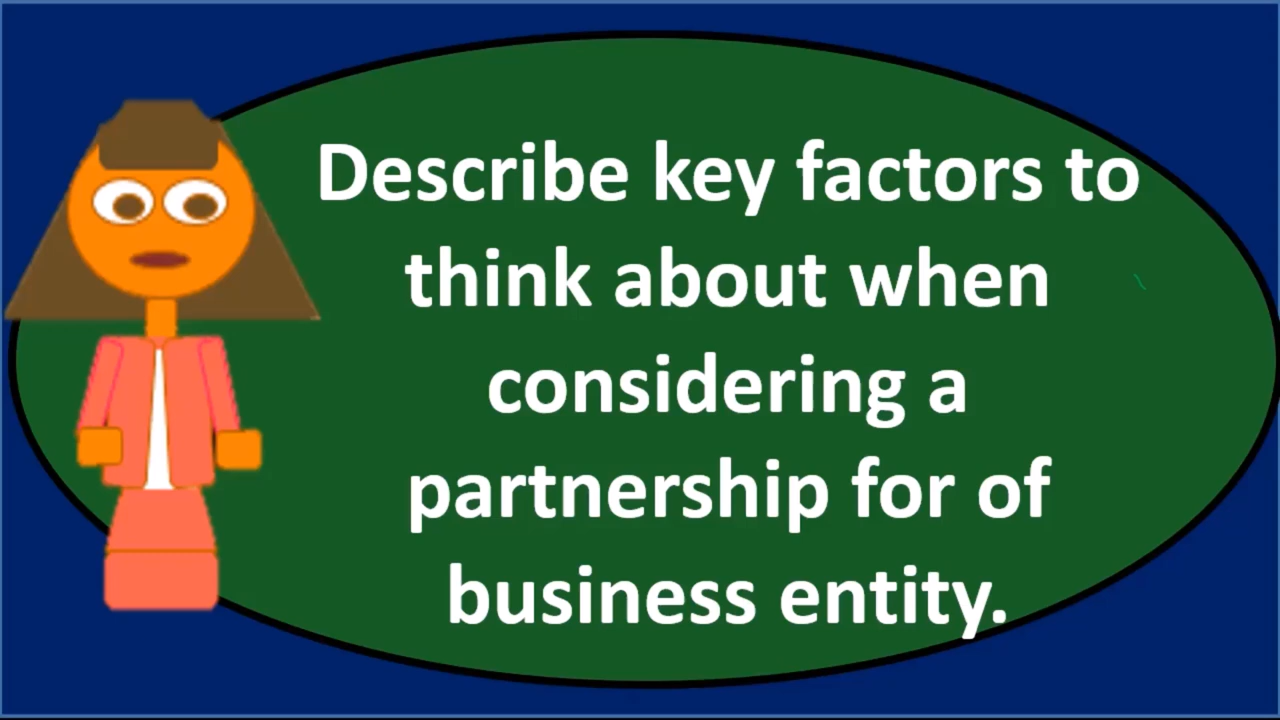 Describe key factors to
think about when
considering a
partnership for of
business entity.